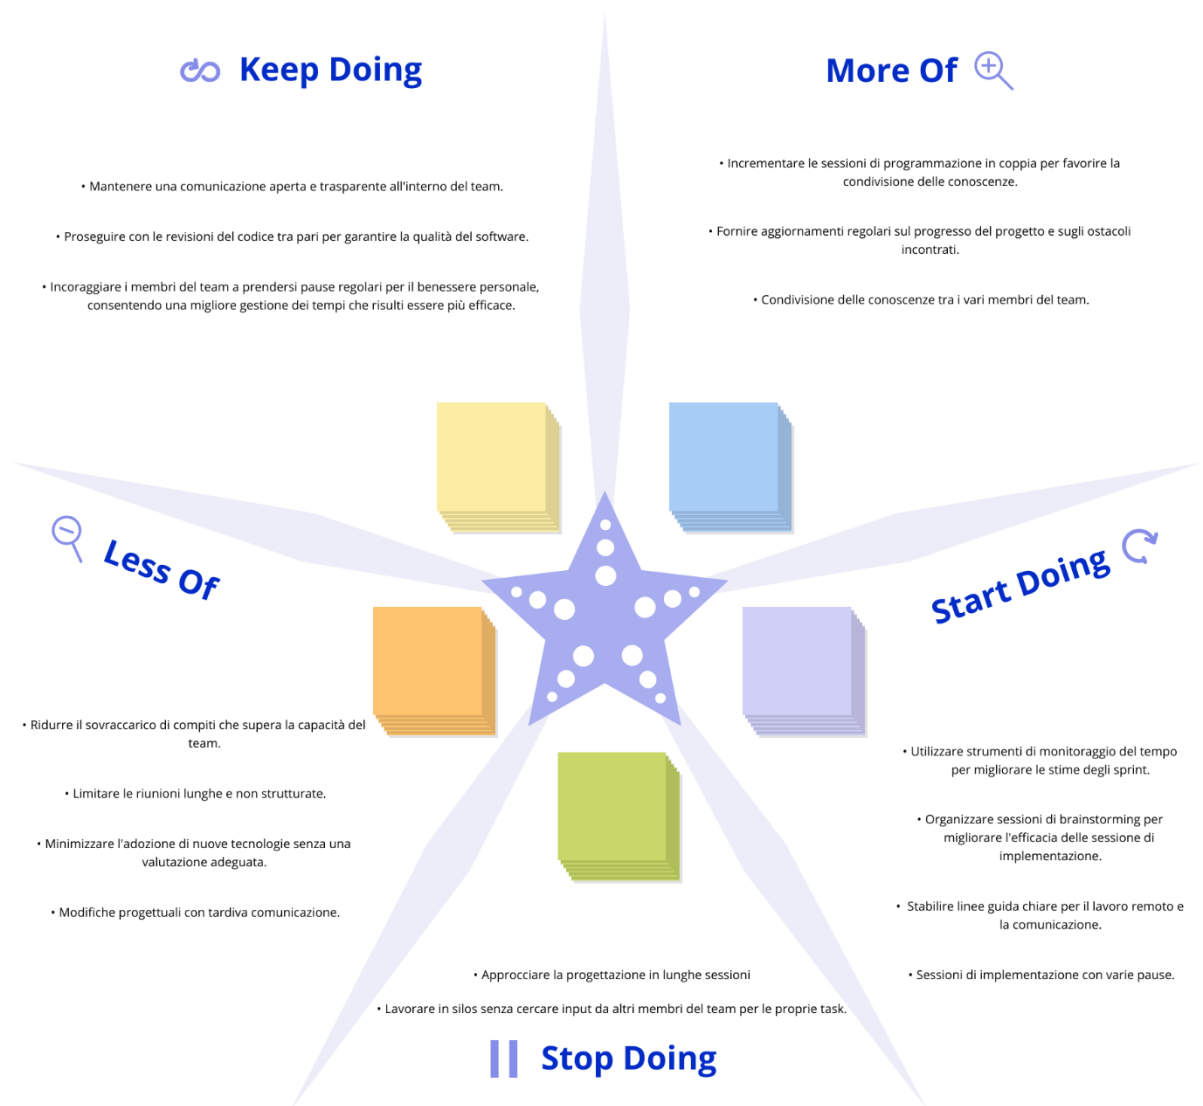 Keep Doing
• Mantenere una comunicazione aperta e trasparente all'interno del team.
• Proseguire con le revisioni del codice tra pari per garantire la qualità del software.
• Incoraggiare i membri del team a prendersi pause regolari per il benessere personale,
consentendo una migliore gestione dei tempi che risulti essere più efficace.
More Of
• Incrementare le sessioni di programmazione in coppia per favorire la
condivisione delle conoscenze.
• Fornire aggiornamenti regolari sul progresso del progetto e sugli ostacoli
incontrati.
• Condivisione delle conoscenze tra i vari membri del team.
Less Of
• Ridurre il sovraccarico di compiti che supera la capacità del
team.
• Limitare le riunioni lunghe e non strutturate.
• Minimizzare l'adozione di nuove tecnologie senza una
valutazione adeguata.
• Modifiche progettuali con tardiva comunicazione.
Start Doing
• Utilizzare strumenti di monitoraggio del tempo
per migliorare le stime degli sprint.
• Organizzare sessioni di brainstorming per
migliorare l'efficacia delle sessione di
implementazione.
• Stabilire linee guida chiare per il lavoro remoto e
la comunicazione.
• Sessioni di implementazione con varie pause.
• Approcciare la progettazione in lunghe sessioni
• Lavorare in silos senza cercare input da altri membri del team per le proprie task.
Stop Doing